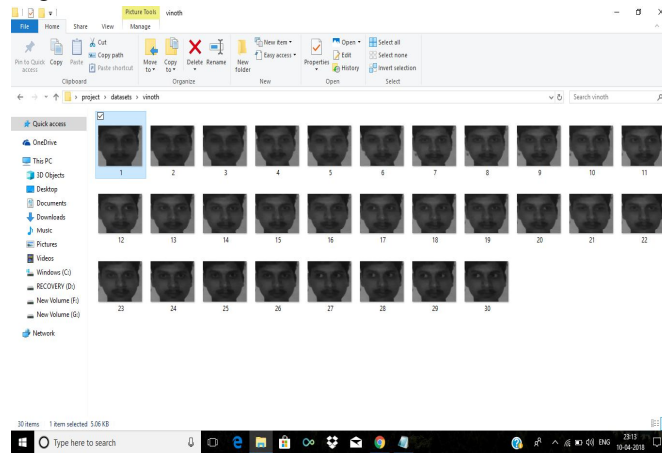 Picture Tools vinoth
File Home Share View Manage
Pin to Quick access
Copy
Paste
Cut
Copy path
Paste shortcut
Move to
Copy to
Delete
Rename
New folder
New item
Easy access
Properties
Open
Edit
History
Select all
Select none
Invert selection
Clipboard Organize New Open Select
project > datasets > vinoth
Search vinoth
Quick access
OneDrive
This PC
3D Objects
Desktop
Documents
Downloads
Music
Pictures
Videos
Windows (C:)
RECOVERY (D:)
New Volume (F:)
New Volume (G:)
Network
1 2 3 4 5 6 7 8 9 10 11
12 13 14 15 16 17 18 19 20 21 22
23 24 25 26 27 28 29 30
30 items 1 item selected 5.06 KB
Type here to search
ENG
23:13
10-04-2018